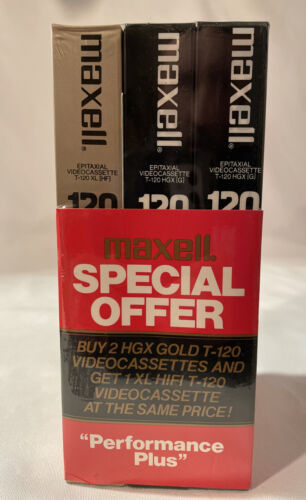 maxell®
EPITAXIAL
VIDEOCASSETTE
T-120 XL [HF]
120
maxell®
EPITAXIAL
VIDEOCASSETTE
T-120 HGX [G]
120
maxell®
EPITAXIAL
VIDEOCASSETTE
T-120 HGX [G]
120
maxell®
SPECIAL
OFFER
BUY 2 HGX GOLD T-120
VIDEOCASSETTES AND
GET 1 XL HIFI T-120
VIDEOCASSETTE
AT THE SAME PRICE!
"Performance
Plus"